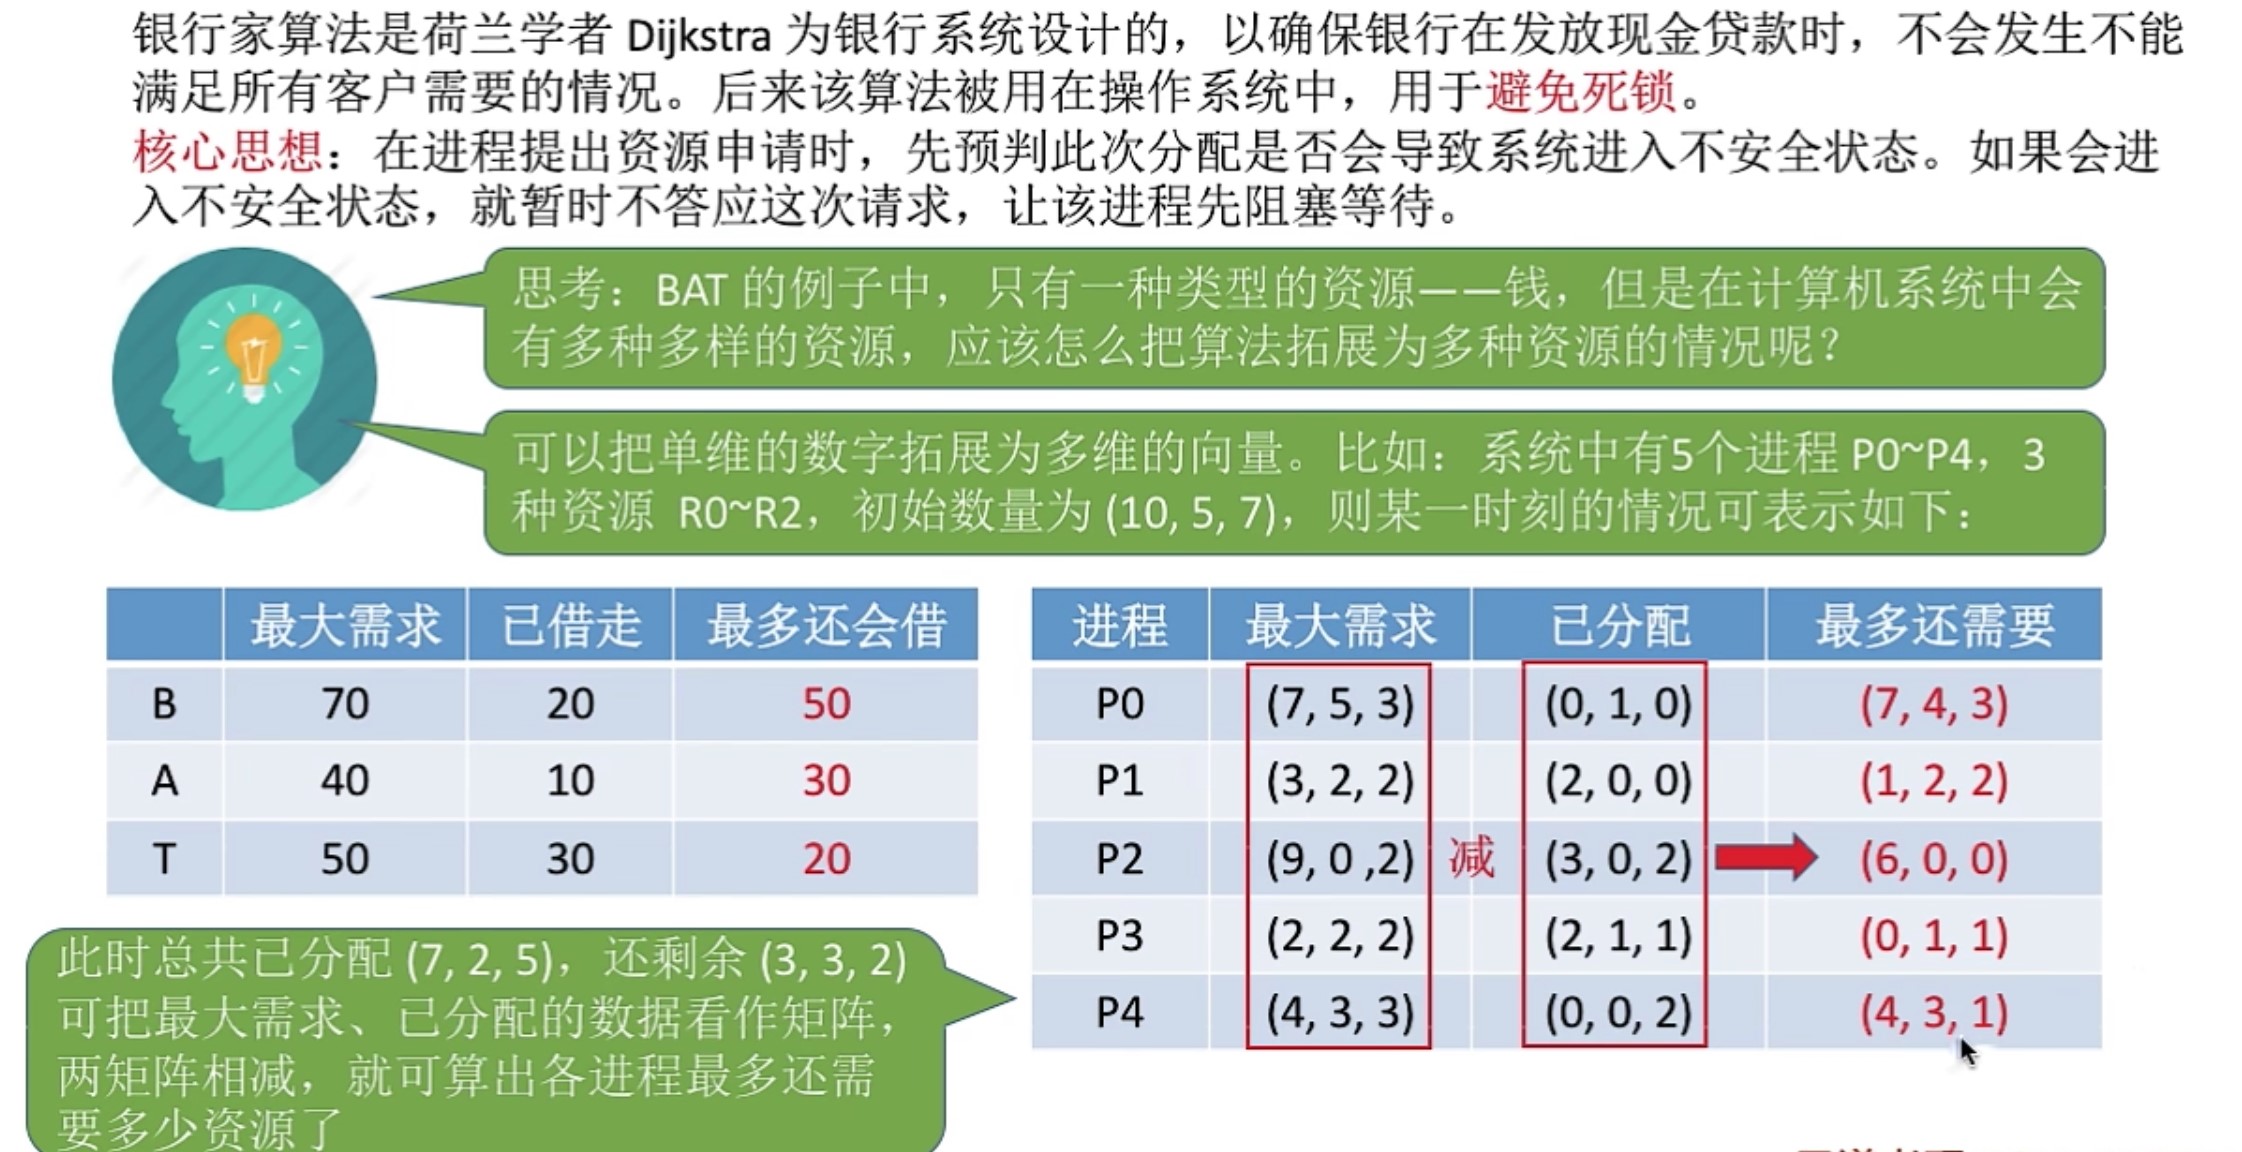 银行家算法是荷兰学者 Dijkstra 为银行系统设计的，以确保银行在发放现金贷款时，不会发生不能
满足所有客户需要的情况。后来该算法被用在操作系统中，用于避免死锁。
核心思想：在进程提出资源申请时，先预判此次分配是否会导致系统进入不安全状态。如果会进
入不安全状态，就暂时不答应这次请求，让该进程先阻塞等待。
思考：BAT 的例子中，只有一种类型的资源——钱，但是在计算机系统中会
有多种多样的资源，应该怎么把算法拓展为多种资源的情况呢？
可以把单维的数字拓展为多维的向量。比如：系统中有5个进程 P0~P4，3
种资源 R0~R2，初始数量为 (10, 5, 7)，则某一时刻的情况可表示如下：
最大需求 已借走 最多还会借
B 70 20 50
A 40 10 30
T 50 30 20
进程 最大需求 已分配 最多还需要
P0 (7, 5, 3) (0, 1, 0) (7, 4, 3)
P1 (3, 2, 2) (2, 0, 0) (1, 2, 2)
P2 (9, 0 ,2) 减 (3, 0, 2) (6, 0, 0)
P3 (2, 2, 2) (2, 1, 1) (0, 1, 1)
P4 (4, 3, 3) (0, 0, 2) (4, 3, 1)
此时总共已分配 (7, 2, 5)，还剩余 (3, 3, 2)
可把最大需求、已分配的数据看作矩阵，
两矩阵相减，就可算出各进程最多还需
要多少资源了